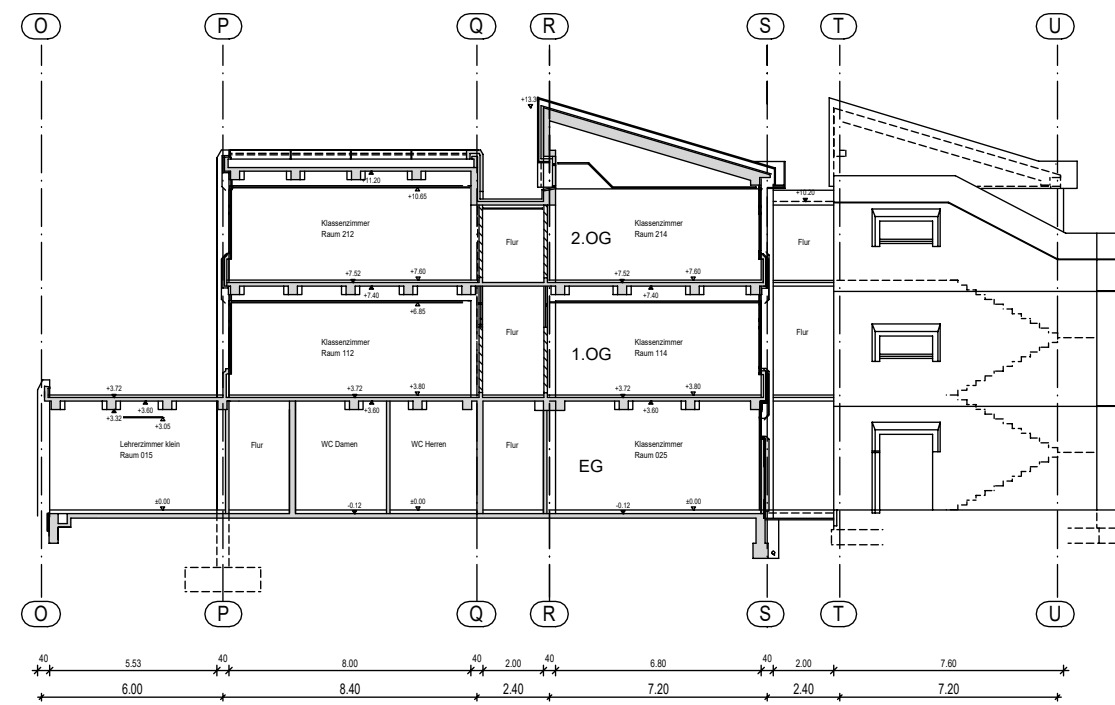 O P Q R S T U
+13.3
+11.20
+10.65
+10.20
Klassenzimmer
Raum 212
Flur
2.OG
Klassenzimmer
Raum 214
Flur
+7.52
+7.60
+7.52
+7.60
+7.40
+7.40
+6.85
Klassenzimmer
Raum 112
Flur
1.OG
Klassenzimmer
Raum 114
Flur
+3.72
+3.72
+3.80
+3.72
+3.80
+3.60
+3.60
+3.60
+3.32
+3.05
Lehrerzimmer klein
Raum 015
Flur
WC Damen
WC Herren
Flur
EG
Klassenzimmer
Raum 025
±0.00
-0.12
±0.00
-0.12
±0.00
O P Q R S T U
40 5.53 40 8.00 40 2.00 40 6.80 40 2.00 7.60
6.00 8.40 2.40 7.20 2.40 7.20